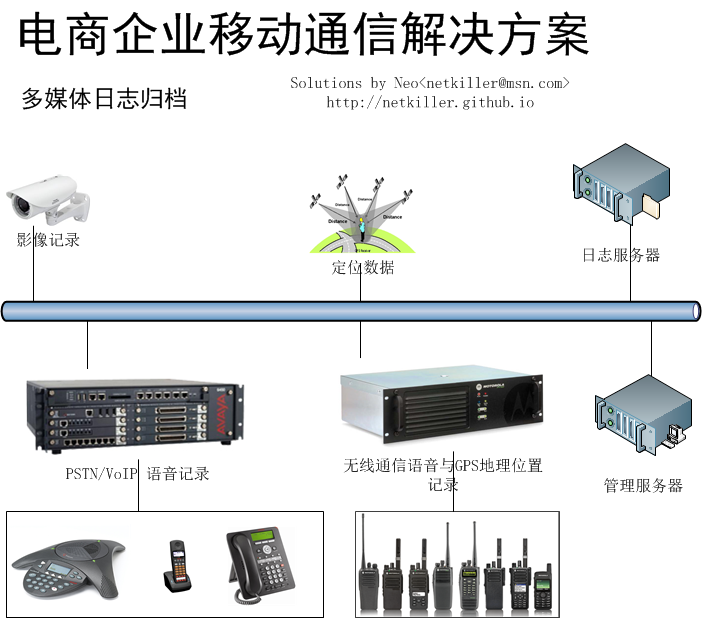 电商企业移动通信解决方案
Solutions by Neo<netkiller@msn.com>
http://netkiller.github.io
多媒体日志归档
Distance
Distance
Distance
Distance
影像记录
定位数据
日志服务器
AVAYA
MOTOROLA
PSTN/VoIP 语音记录
无线通信语音与GPS地理位置
记录
管理服务器